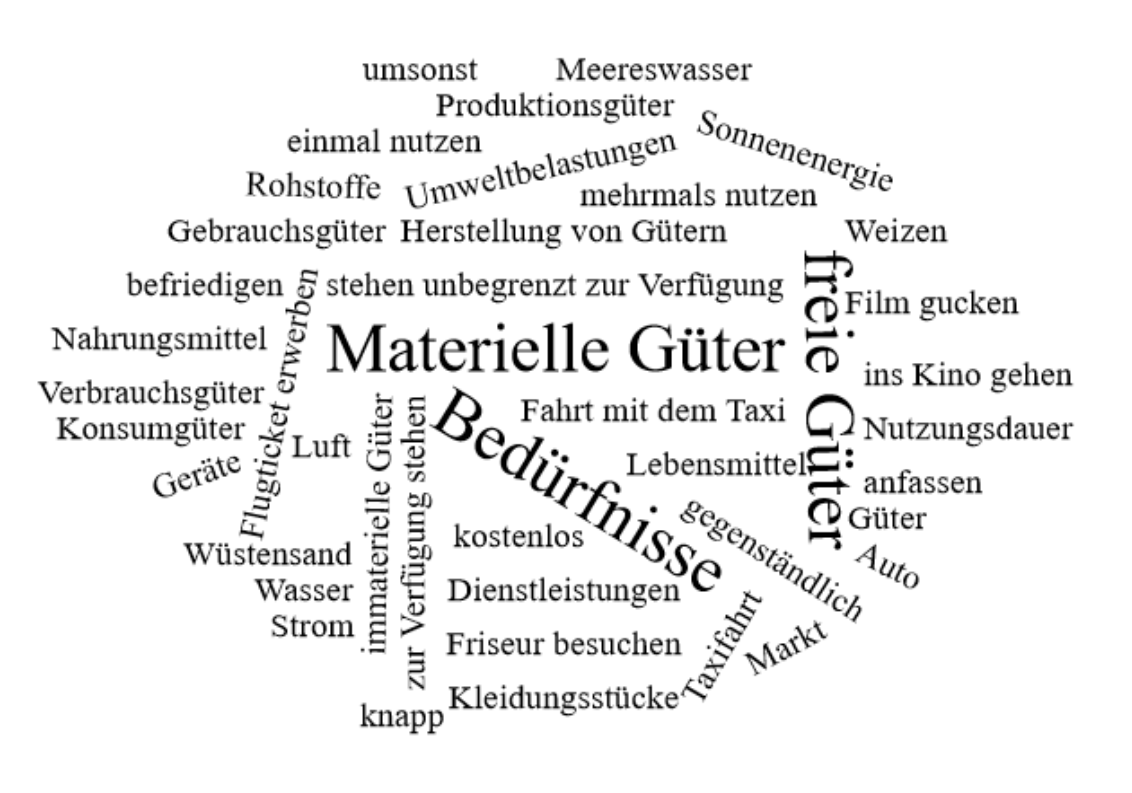 umsonst
Meereswasser
Produktionsgüter
Sonnenenergie
einmal nutzen
Umweltbelastungen
Rohstoffe
mehrmals nutzen
Gebrauchsgüter
Herstellung von Gütern
Weizen
befriedigen
stehen unbegrenzt zur Verfügung
freie Güter
Film gucken
Nahrungsmittel
Flugticket erwerben
Materielle Güter
ins Kino gehen
Verbrauchsgüter
Konsumgüter
Bedürfnisse
Fahrt mit dem Taxi
Nutzungsdauer
Luft
immaterielle Güter
zur Verfügung stehen
Lebensmittel
Geräte
anfassen
gegenständlich
Güter
kostenlos
Wüstensand
Auto
Wasser
Dienstleistungen
Strom
Friseur besuchen
Taxifahrt
Markt
Kleidungsstücke
knapp